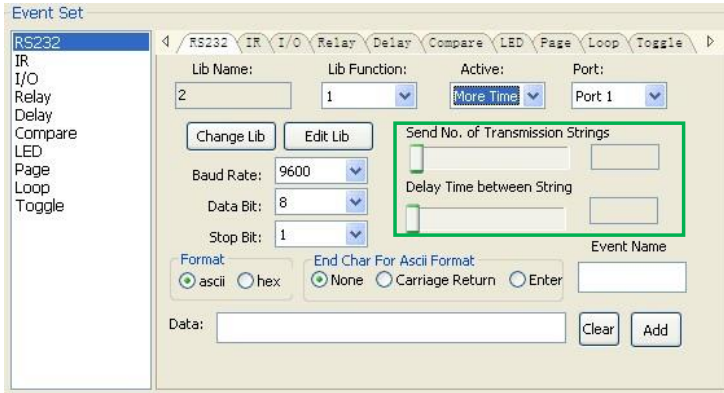 Event Set
RS232
IR
I/O
Relay
Delay
Compare
LED
Page
Loop
Toggle
RS232 IR I/O Relay Delay Compare LED Page Loop Toggle
Lib Name: Lib Function: Active: Port:
2 1 More Time Port 1
Change Lib Edit Lib
Send No. of Transmission Strings
Baud Rate: 9600
Delay Time between String
Data Bit: 8
Stop Bit: 1
Event Name
Format
ascii hex
End Char For Ascii Format
None Carriage Return Enter
Data: Clear Add